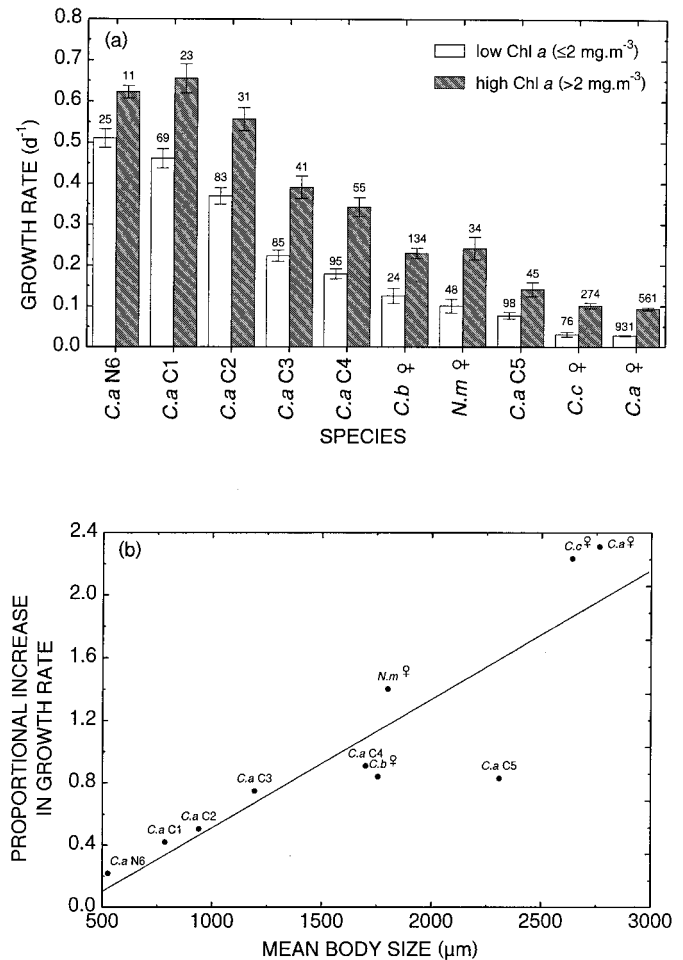 (a)
low Chl a (≤2 mg.m-3)
high Chl a (>2 mg.m-3)
GROWTH RATE (d-1)
0.8
0.7
0.6
0.5
0.4
0.3
0.2
0.1
0.0
25 11
69 23
83 31
85 41
95 55
24 134
48 34
98 45
76 274
931 561
C.a N6
C.a C1
C.a C2
C.a C3
C.a C4
C.b ♀
N.m ♀
C.a C5
C.c ♀
C.a ♀
SPECIES
(b)
PROPORTIONAL INCREASE
IN GROWTH RATE
2.4
2.0
1.6
1.2
0.8
0.4
0.0
C.c♀ C.a♀
N.m ♀
C.a C4
C.b♀
C.a C5
C.a C3
C.a C2
C.a C1
C.a N6
500 1000 1500 2000 2500 3000
MEAN BODY SIZE (μm)